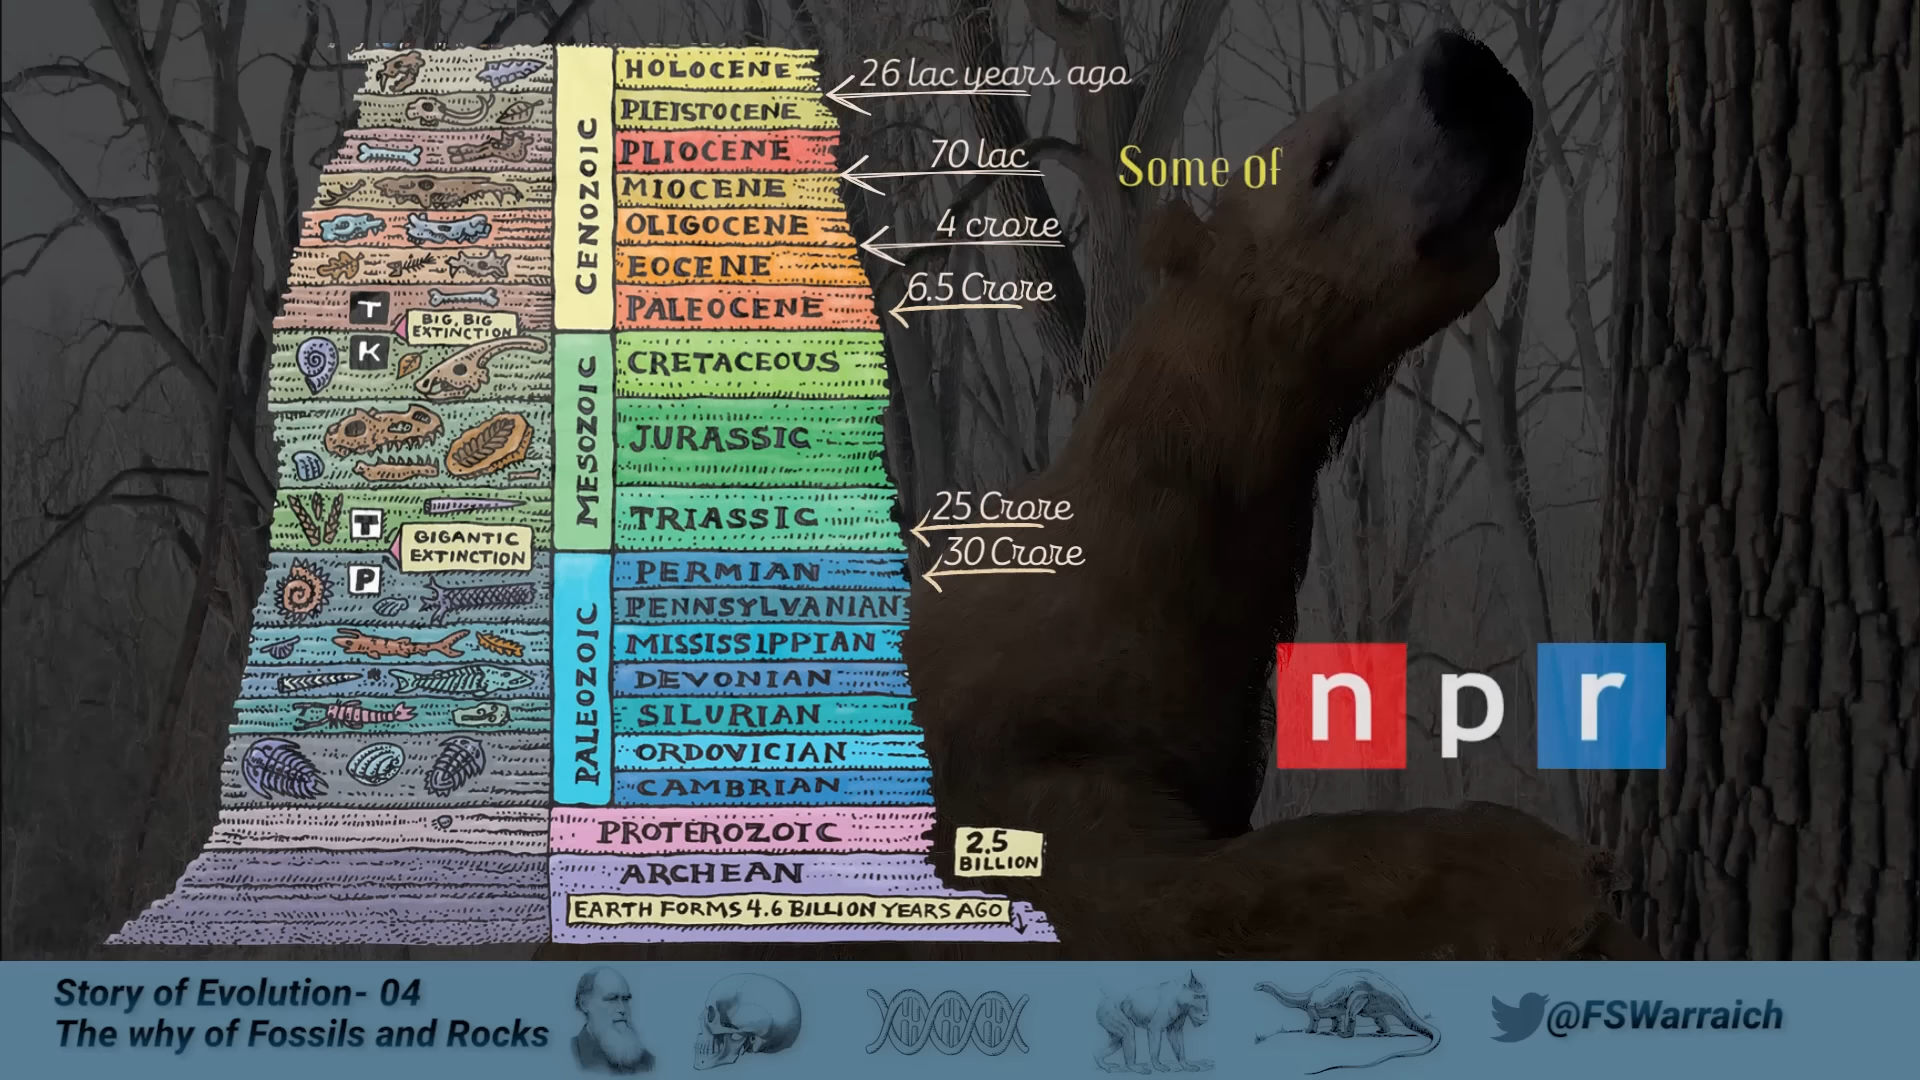 HOLOCENE
PLEISTOCENE
PLIOCENE
MIOCENE
OLIGOCENE
EOCENE
PALEOCENE
CENOZOIC
26 lac years ago
70 lac
4 crore
6.5 Crore
Some of
T
BIG, BIG
EXTINCTION
K
CRETACEOUS
JURASSIC
TRIASSIC
MESOZOIC
T
GIGANTIC
EXTINCTION
P
25 Crore
30 Crore
PERMIAN
PENNSYLVANIAN
MISSISSIPPIAN
DEVONIAN
SILURIAN
ORDOVICIAN
CAMBRIAN
PALEOZOIC
npr
PROTEROZOIC
ARCHEAN
2.5
BILLION
EARTH FORMS 4.6 BILLION YEARS AGO
Story of Evolution- 04
The why of Fossils and Rocks
@FSWarraich